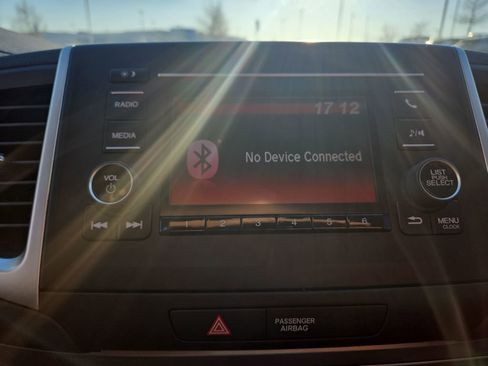 RADIO
17 12
MEDIA
No Device Connected
VOL
LIST
PUSH
SELECT
1 2 3 4 5 6
MENU
CLOCK
PASSENGER
AIRBAG